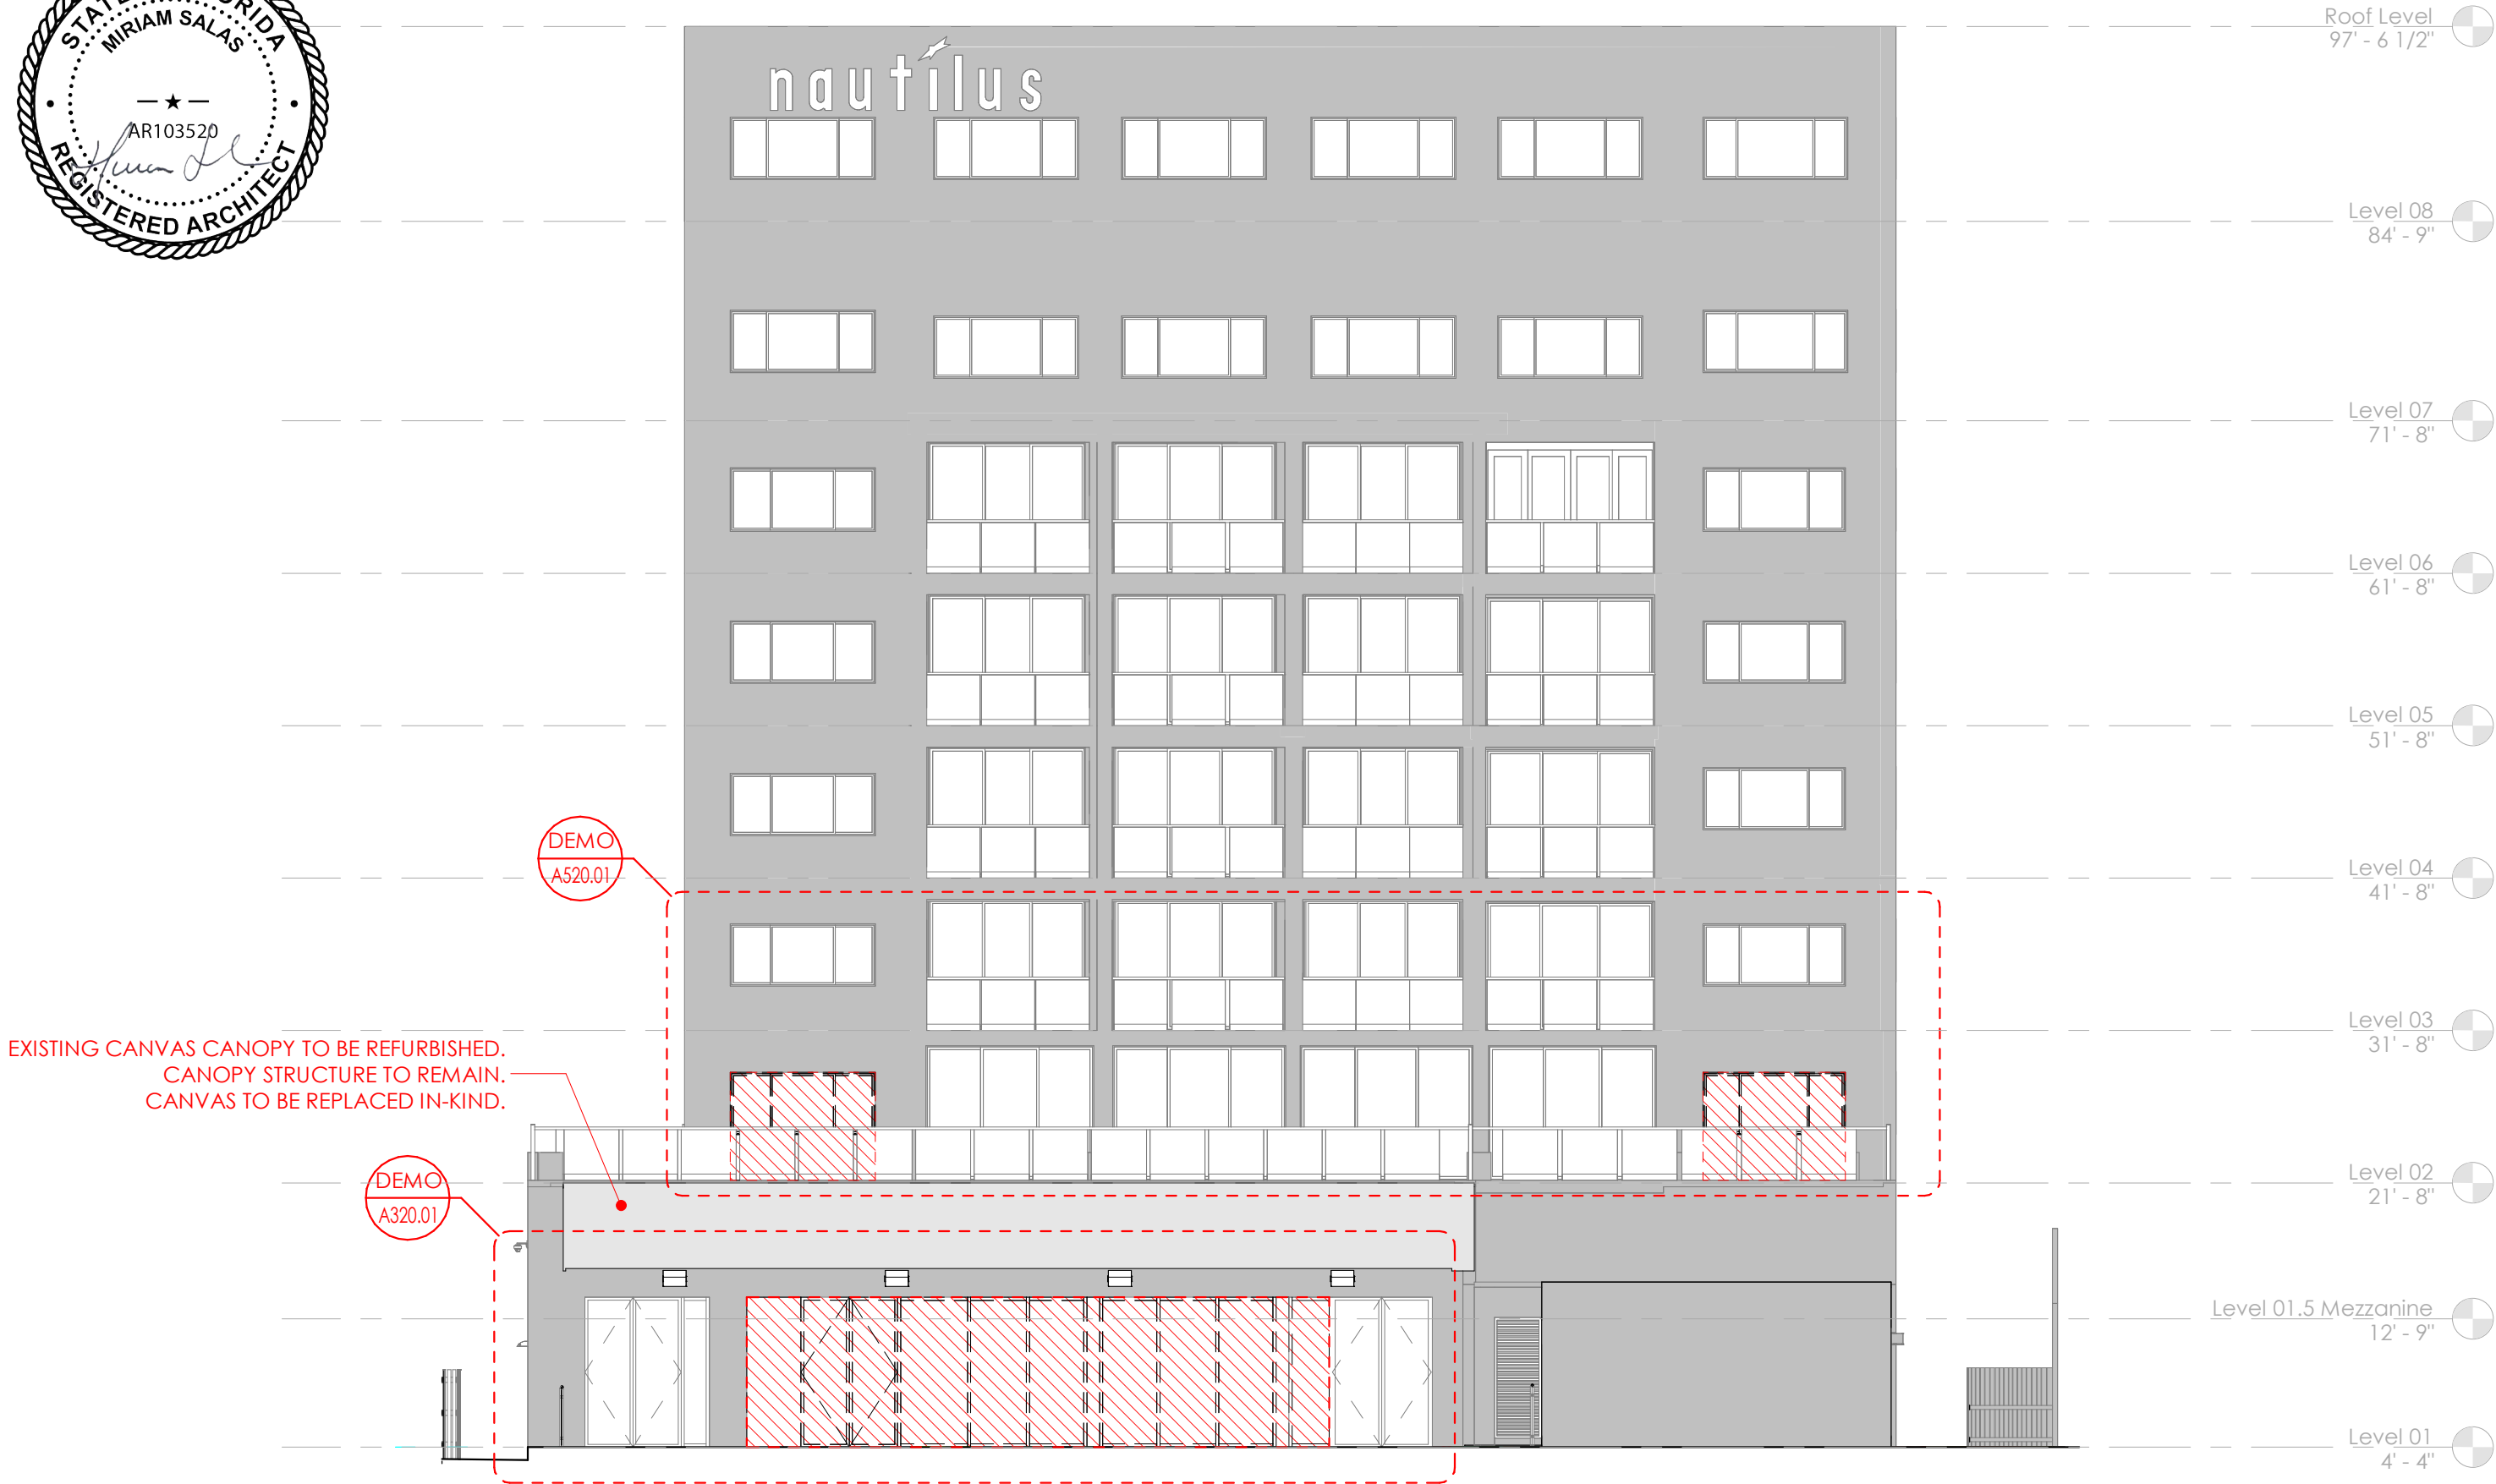 STATE OF FLORIDA
MIRIAM SALAS
AR103520
REGISTERED ARCHITECT
nautilus
Roof Level
97' - 6 1/2"
Level 08
84' - 9"
Level 07
71' - 8"
Level 06
61' - 8"
Level 05
51' - 8"
DEMO
A520.01
Level 04
41' - 8"
Level 03
31' - 8"
EXISTING CANVAS CANOPY TO BE REFURBISHED.
CANOPY STRUCTURE TO REMAIN.
CANVAS TO BE REPLACED IN-KIND.
DEMO
A320.01
Level 02
21' - 8"
Level 01.5 Mezzanine
12' - 9"
Level 01
4' - 4"